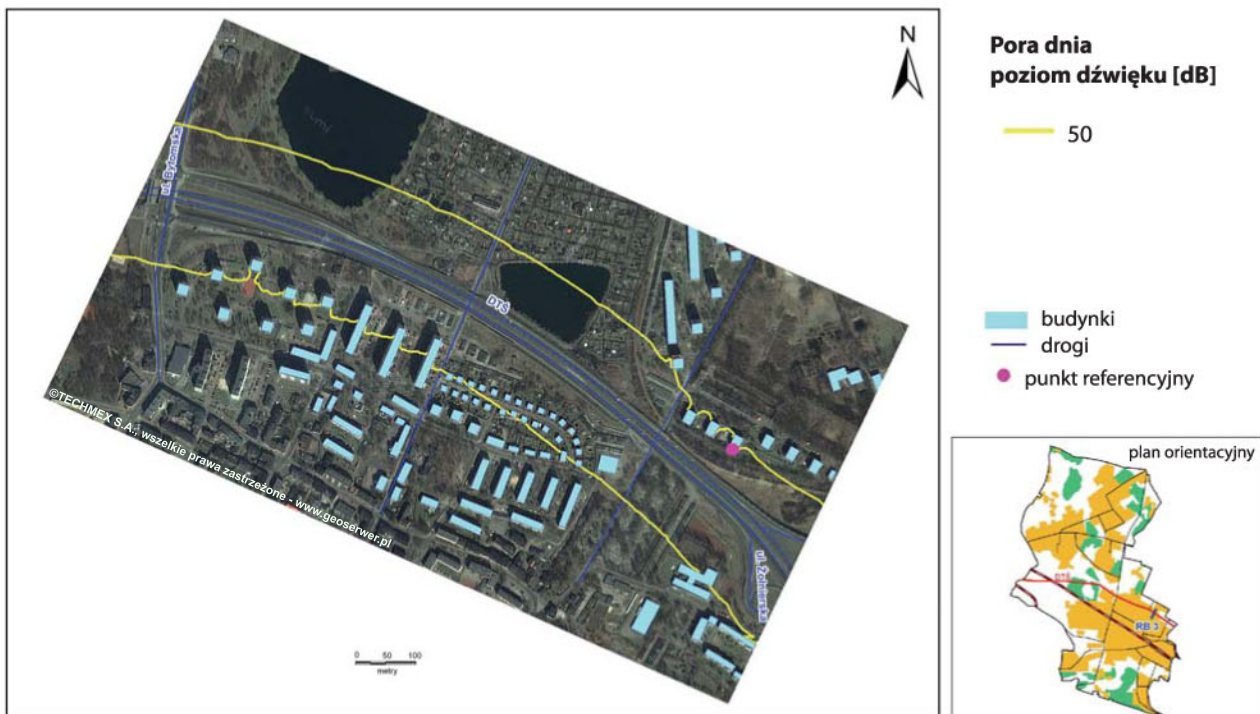 N
ul. Bytomska
DTŚ
ul. Żołnierska
©TECHMEX S.A., wszelkie prawa zastrzeżone - www.geoserwer.pl
0 50 100
metry
Pora dnia
poziom dźwięku [dB]
50
budynki
drogi
punkt referencyjny
plan orientacyjny
DTŚ
RB 3